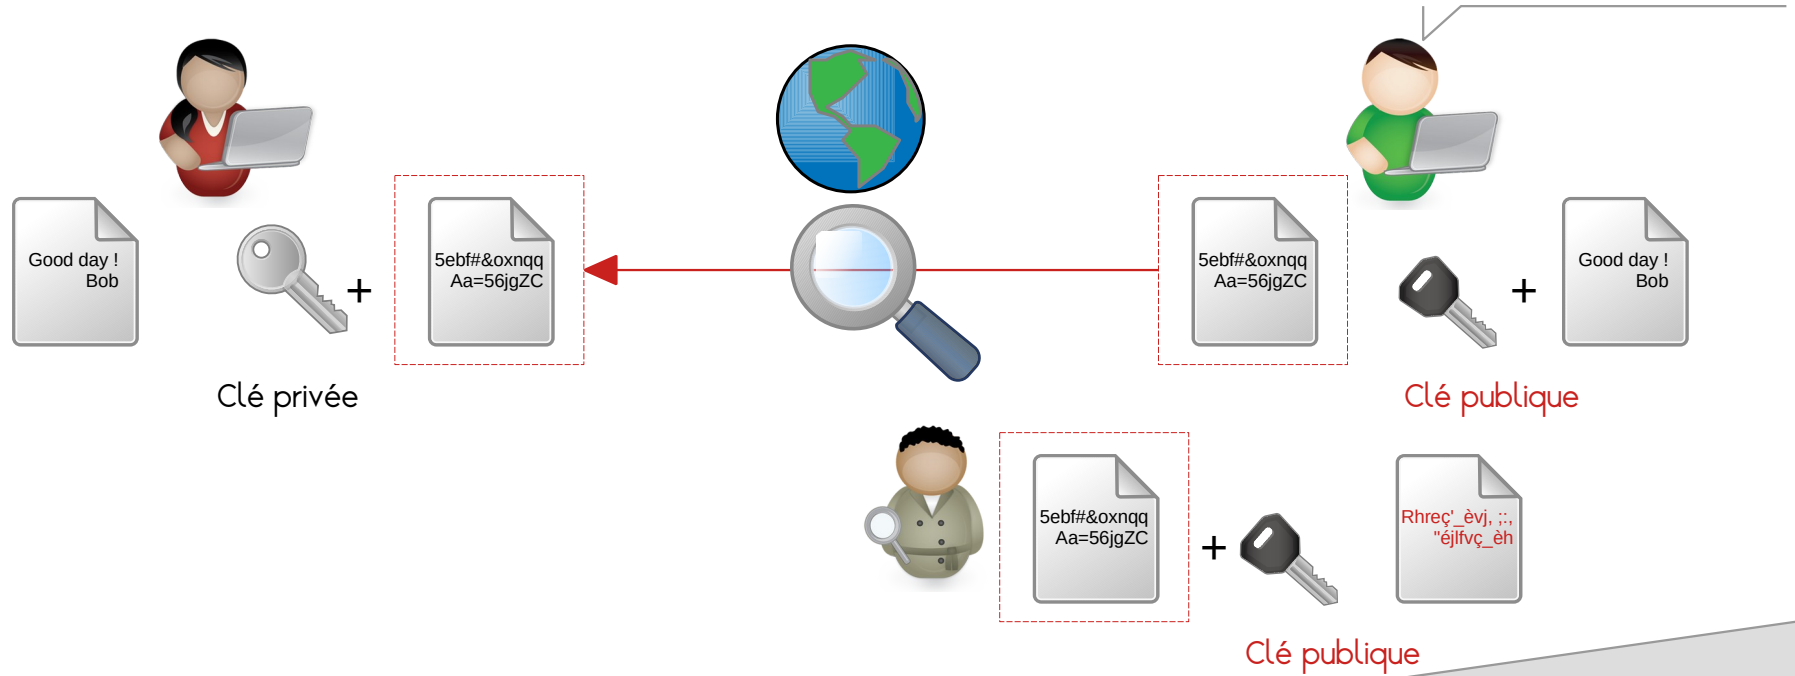 Good day !
Bob
+
5ebf#&oxnqq
Aa=56jgZC
5ebf#&oxnqq
Aa=56jgZC
+
Good day !
Bob
Clé privée
Clé publique
5ebf#&oxnqq
Aa=56jgZC
+
Rhreç'_èvj, ;:,
"éjlfvç_èh
Clé publique